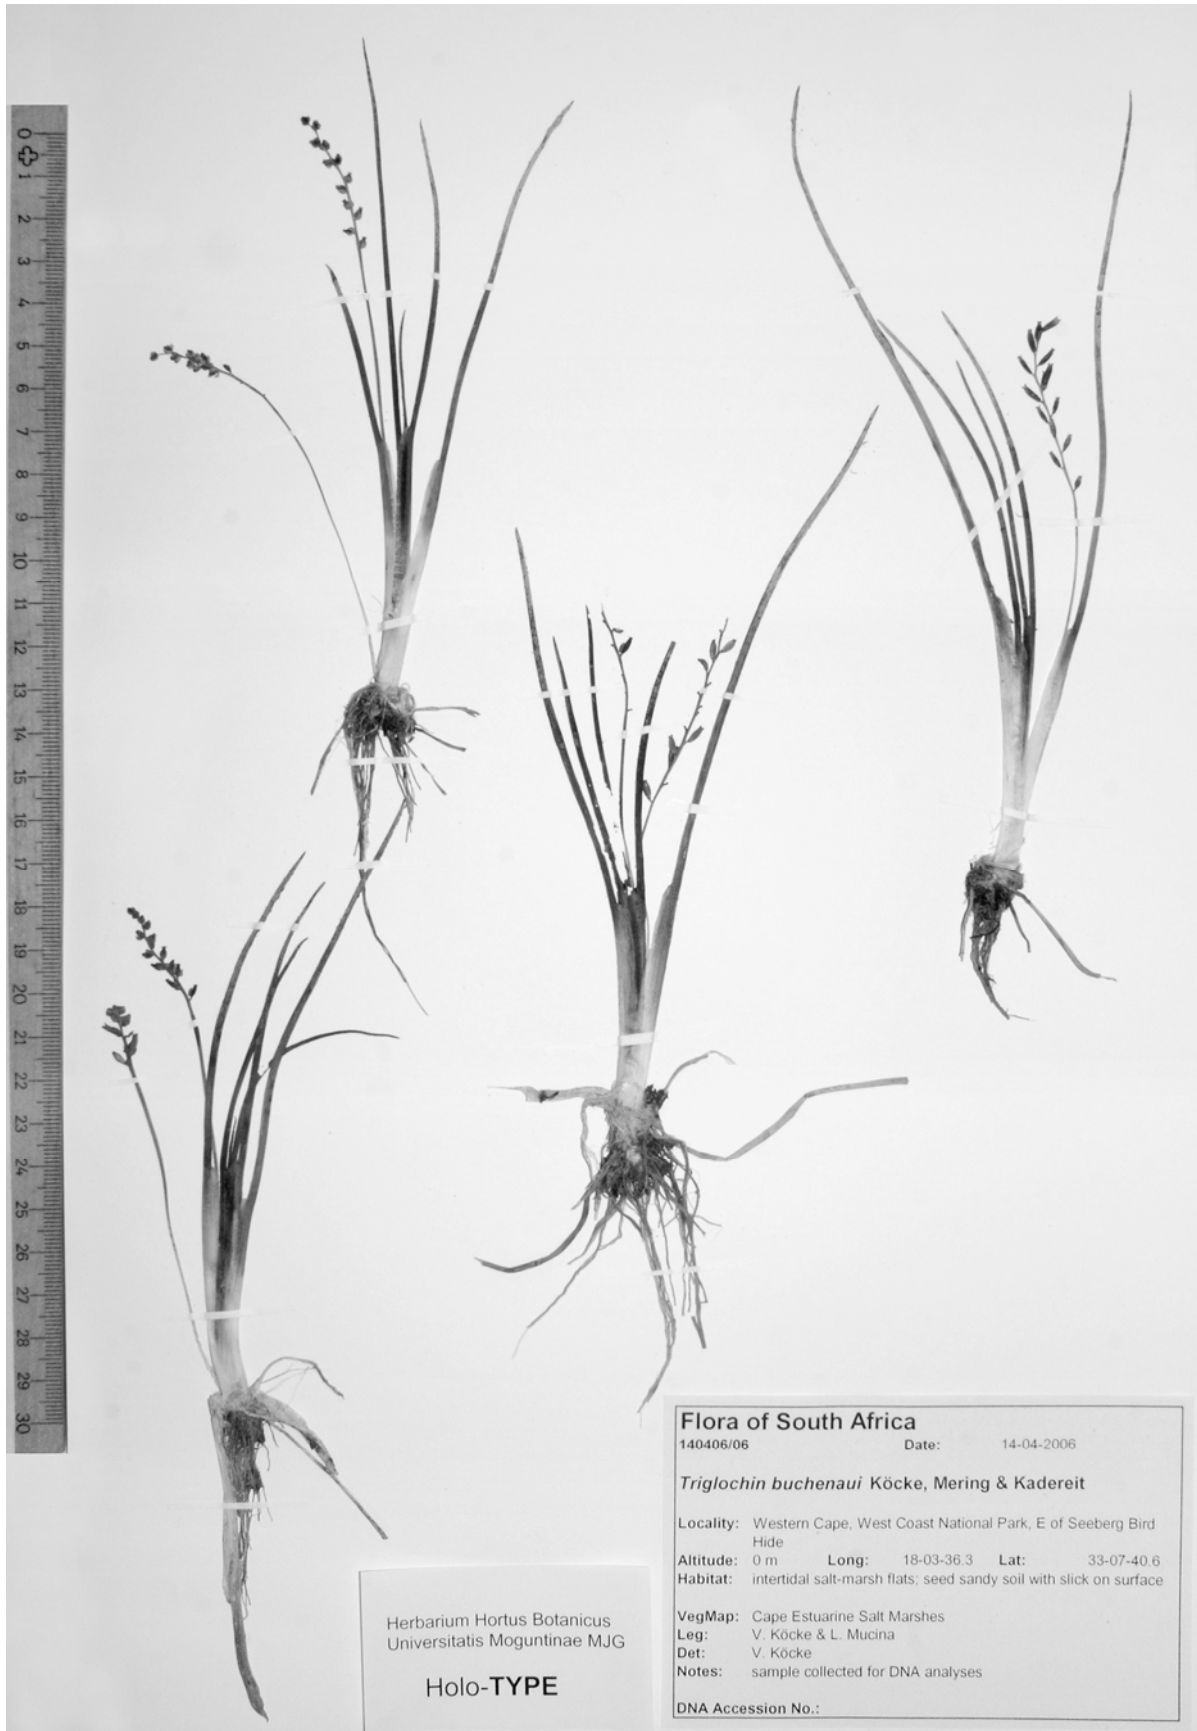 0
1
2
3
4
5
6
7
8
9
10
11
12
13
14
15
16
17
18
19
20
21
22
23
24
25
26
27
28
29
30
Flora of South Africa
140406/06 Date: 14-04-2006
Triglochin buchenaui Köcke, Mering & Kadereit
Locality: Western Cape, West Coast National Park, E of Seeberg Bird
Hide
Altitude: 0 m Long: 18-03-36.3 Lat: 33-07-40.6
Habitat: intertidal salt-marsh flats; seed sandy soil with slick on surface
VegMap: Cape Estuarine Salt Marshes
Leg: V. Köcke & L. Mucina
Det: V. Köcke
Notes: sample collected for DNA analyses
DNA Accession No.:
Herbarium Hortus Botanicus
Universitatis Moguntinae MJG
Holo-TYPE